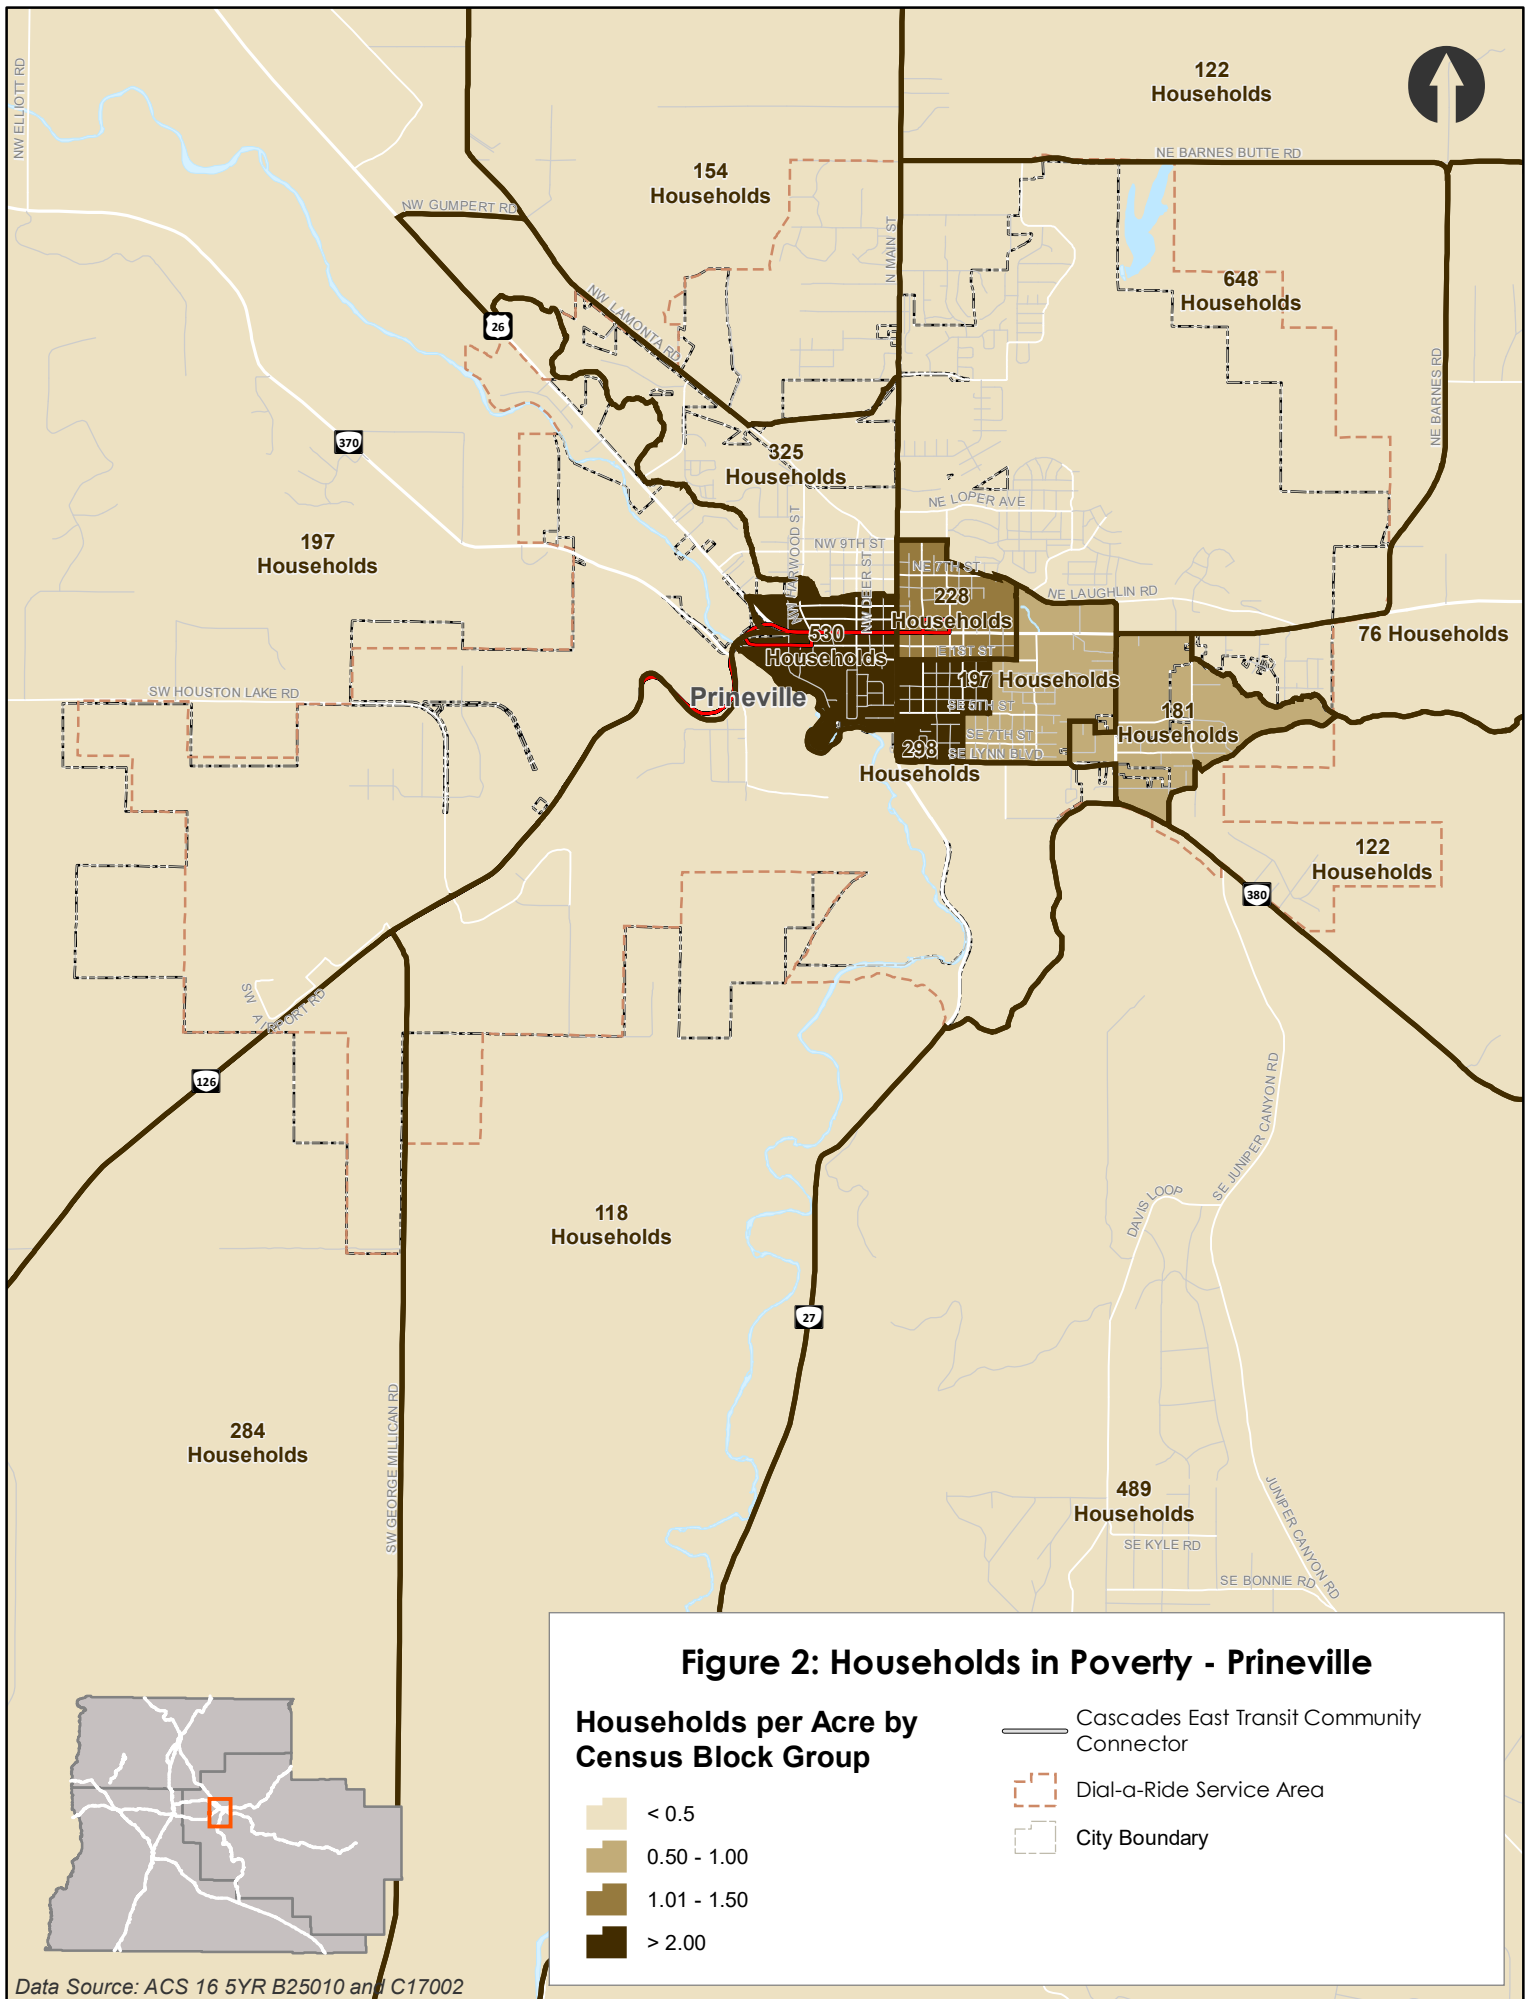 122
Households
NW ELLIOTT RD
NE BARNES BUTTE RD
154
Households
NW GUMPERT RD
N MAIN ST
648
Households
NW LAMONTA RD
26
NE BARNES RD
370
325
Households
NE LOPER AVE
NW HARWOOD ST
NW 9TH ST
NW DEER ST
197
Households
NE 7TH ST
NE LAUGHLIN RD
228
Households
530
Households
76 Households
E 1ST ST
197 Households
SW HOUSTON LAKE RD
Prineville
SE 5TH ST
181
Households
SE 7TH ST
298
Households
SE LYNN BLVD
122
Households
380
SW AIRPORT RD
126
SE JUNIPER CANYON RD
DAVIS LOOP
118
Households
27
SW GEORGE MILLICAN RD
284
Households
489
Households
JUNIPER CANYON RD
SE KYLE RD
SE BONNIE RD
Figure 2: Households in Poverty - Prineville
Households per Acre by
Census Block Group
< 0.5
0.50 - 1.00
1.01 - 1.50
> 2.00
Cascades East Transit Community
Connector
Dial-a-Ride Service Area
City Boundary
Data Source: ACS 16 5YR B25010 and C17002